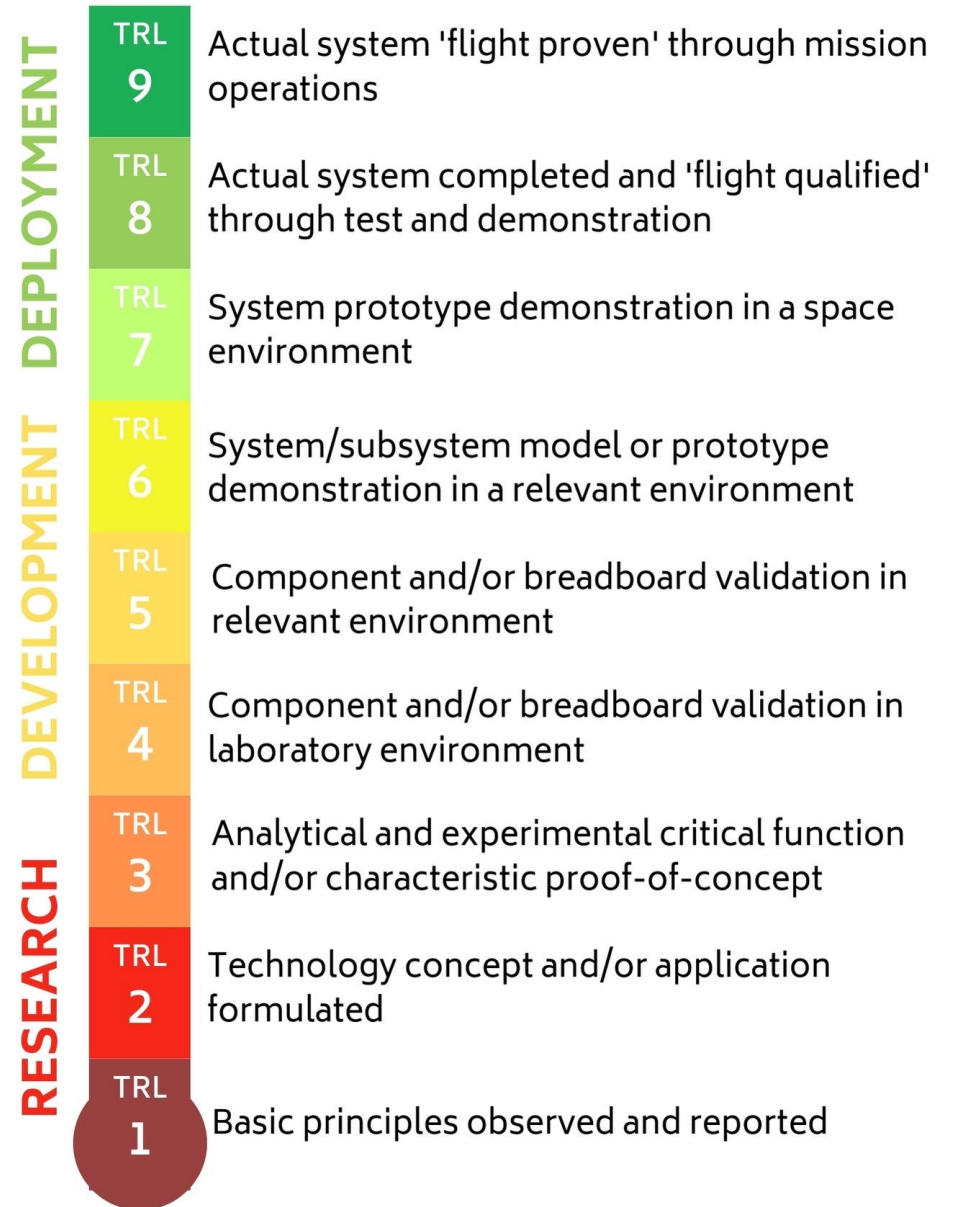 DEPLOYMENT
TRL
9
Actual system 'flight proven' through mission
operations
TRL
8
Actual system completed and 'flight qualified'
through test and demonstration
TRL
7
System prototype demonstration in a space
environment
DEVELOPMENT
TRL
6
System/subsystem model or prototype
demonstration in a relevant environment
TRL
5
Component and/or breadboard validation in
relevant environment
TRL
4
Component and/or breadboard validation in
laboratory environment
RESEARCH
TRL
3
Analytical and experimental critical function
and/or characteristic proof-of-concept
TRL
2
Technology concept and/or application
formulated
TRL
1
Basic principles observed and reported